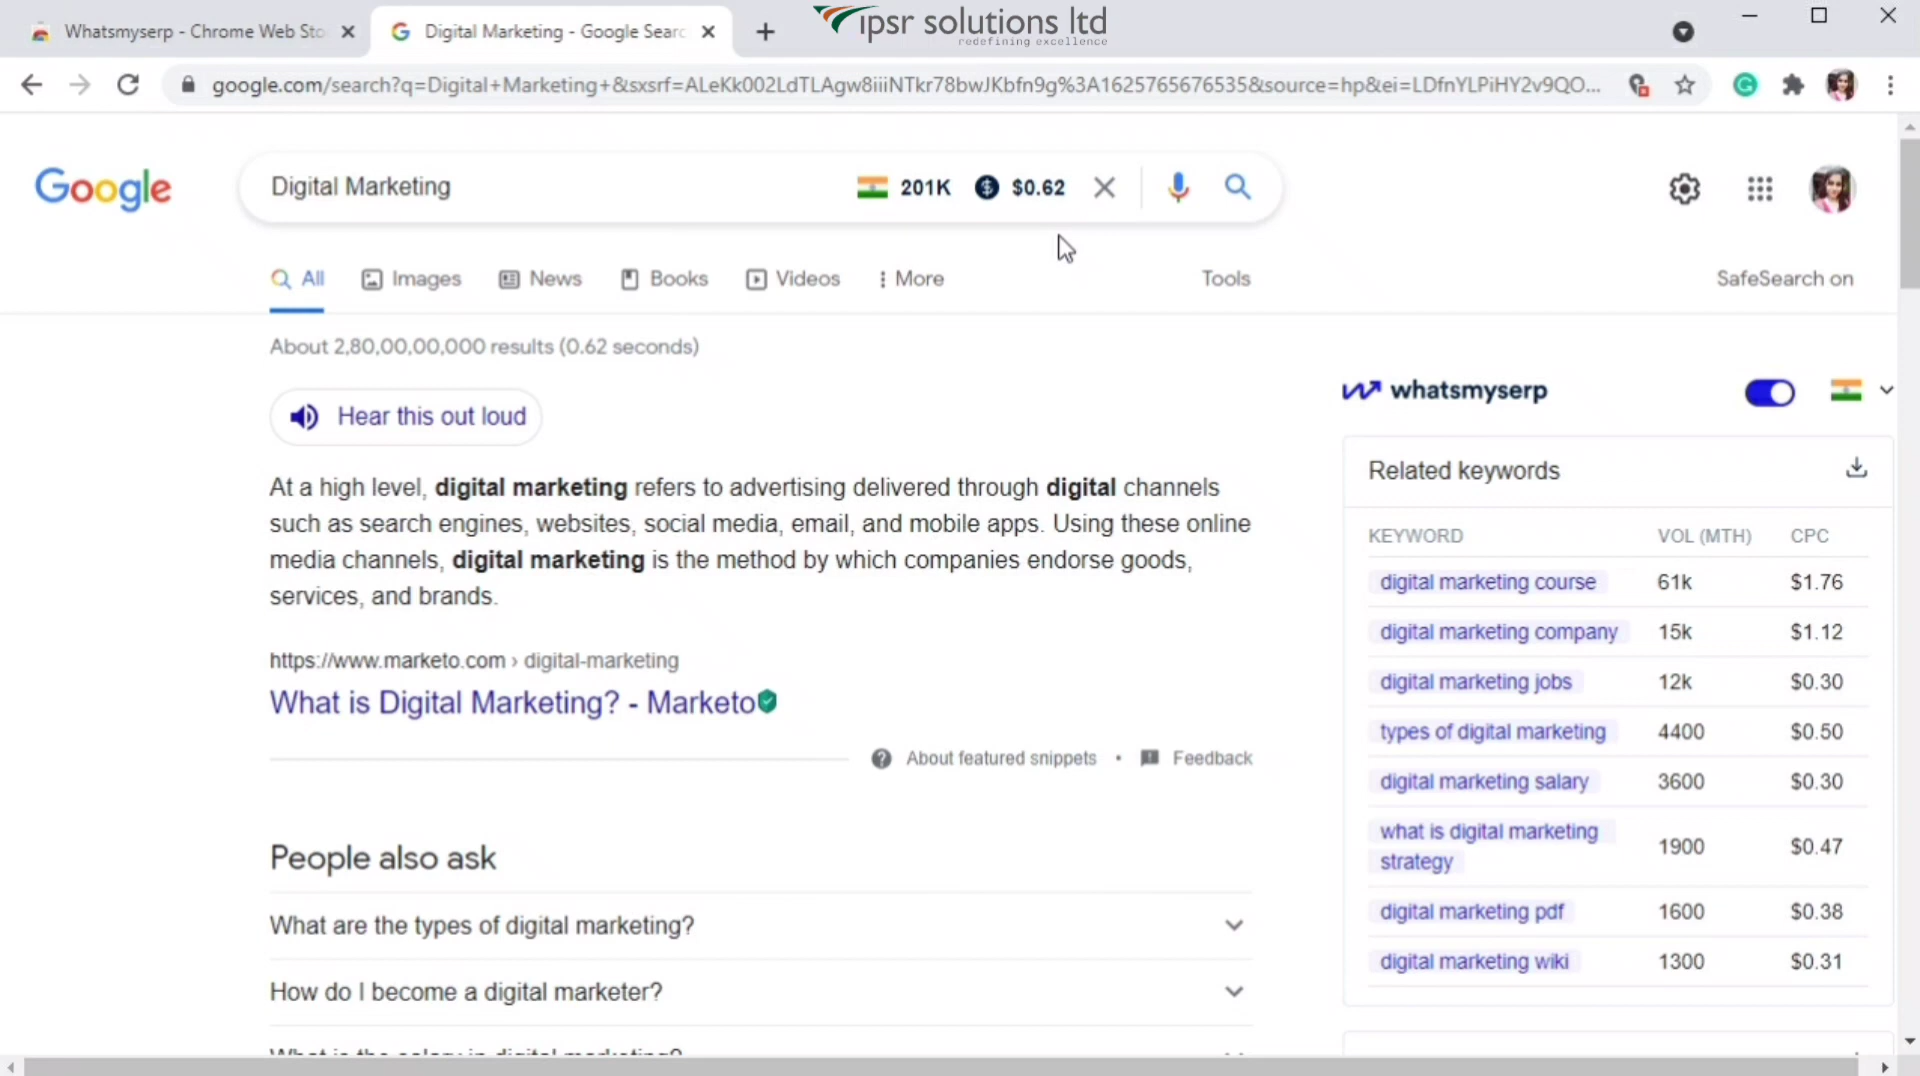 Whatsmyserp - Chrome Web Sto
Digital Marketing - Google Searc
ipsr solutions ltd
redefining excellence
google.com/search?q=Digital+Marketing+&sxsrf=ALeKk002LdTLAgw8iiiNTkr78bwJKbfn9g%3A1625765676535&source=hp&ei=LDfnYLPiHY2v9QO...
Google
Digital Marketing
201K
$0.62
All
Images
News
Books
Videos
More
Tools
SafeSearch on
About 2,80,00,00,000 results (0.62 seconds)
Hear this out loud
At a high level, digital marketing refers to advertising delivered through digital channels
such as search engines, websites, social media, email, and mobile apps. Using these online
media channels, digital marketing is the method by which companies endorse goods,
services, and brands.
https://www.marketo.com › digital-marketing
What is Digital Marketing? - Marketo
About featured snippets • Feedback
People also ask
What are the types of digital marketing?
How do I become a digital marketer?
What is the salary in digital marketing?
whatsmyserp
Related keywords
KEYWORD VOL (MTH) CPC
digital marketing course 61k $1.76
digital marketing company 15k $1.12
digital marketing jobs 12k $0.30
types of digital marketing 4400 $0.50
digital marketing salary 3600 $0.30
what is digital marketing
strategy 1900 $0.47
digital marketing pdf 1600 $0.38
digital marketing wiki 1300 $0.31